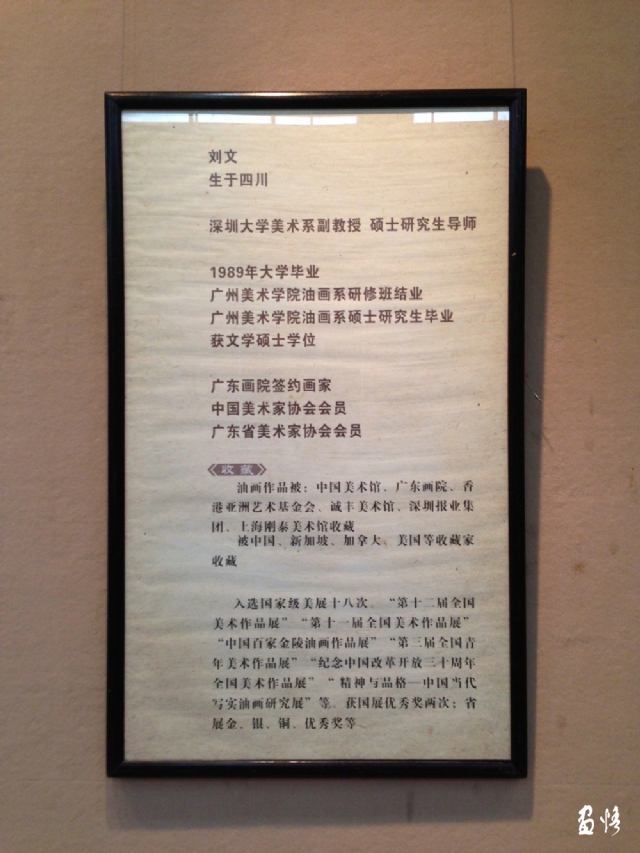 刘文
生于四川
深圳大学美术系副教授 硕士研究生导师
1989年大学毕业
广州美术学院油画系研修班结业
广州美术学院油画系硕士研究生毕业
获文学硕士学位
广东画院签约画家
中国美术家协会会员
广东省美术家协会会员
《收藏》
油画作品被：中国美术馆、广东画院、香
港亚洲艺术基金会、诚丰美术馆、深圳报业集
团、上海刚泰美术馆收藏
被中国、新加坡、加拿大、美国等收藏家
收藏
入选国家级美展十八次。“第十二届全国
美术作品展”“第十一届全国美术作品展”
“中国百家金陵油画作品展”“第三届全国青
年美术作品展”“纪念中国改革开放三十周年
全国美术作品展”“精神与品格—中国当代
写实油画研究展”等。获国展优秀奖两次；省
展金、银、铜、优秀奖等。